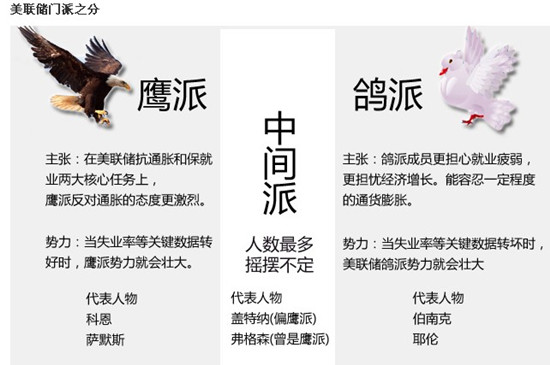 美联储门派之分
鹰派
主张：在美联储抗通胀和保就
业两大核心任务上，
鹰派反对通胀的态度更激烈。
势力：当失业率等关键数据转
好时，鹰派势力就会壮大。
代表人物
科恩
萨默斯
中间派
人数最多
摇摆不定
代表人物
盖特纳(偏鹰派)
弗格森(曾是鹰派)
鸽派
主张：鸽派成员更担心就业疲弱，
更担忧经济增长。能容忍一定程度
的通货膨胀。
势力：当失业率等关键数据转坏时，
美联储鸽派势力就会壮大
代表人物
伯南克
耶伦